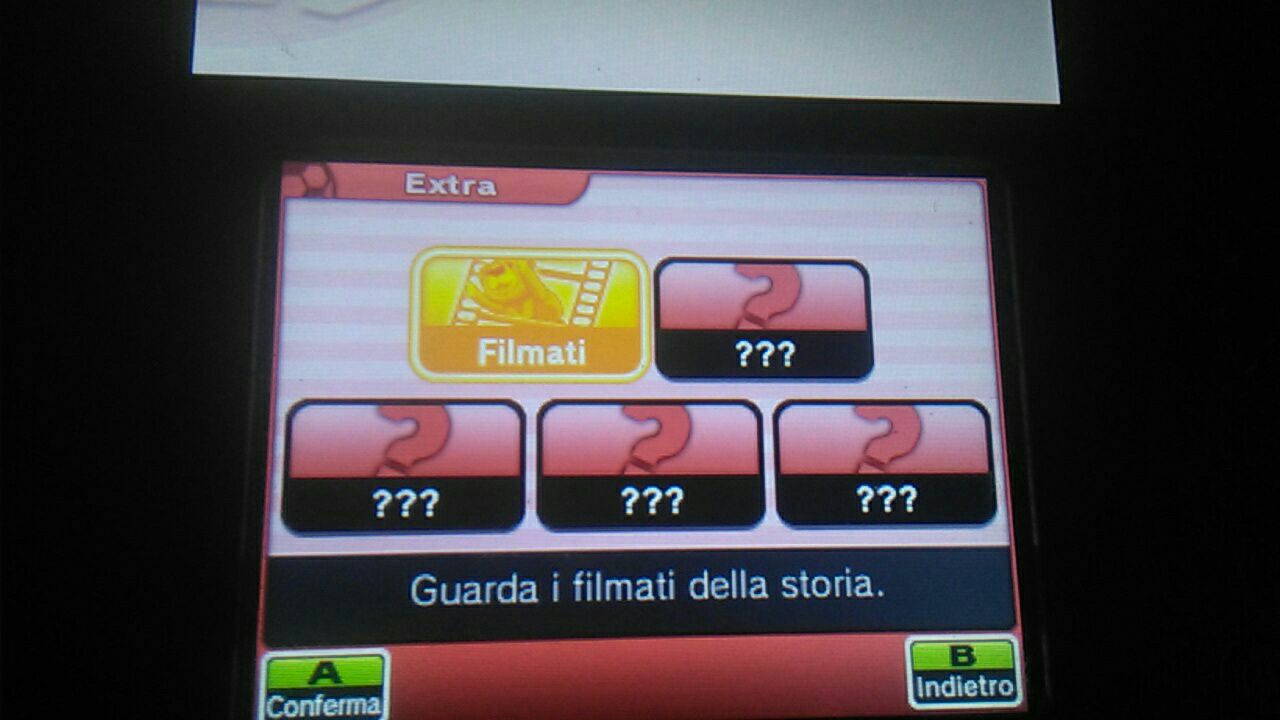 Extra
Filmati
???
???
???
???
Guarda i filmati della storia.
A
Conferma
B
Indietro